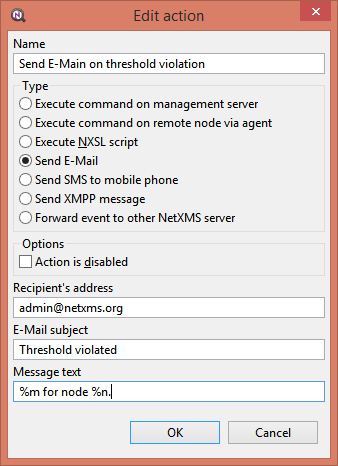 Edit action
Name
Send E-Main on threshold violation
Type
Execute command on management server
Execute command on remote node via agent
Execute NXSL script
Send E-Mail
Send SMS to mobile phone
Send XMPP message
Forward event to other NetXMS server
Options
Action is disabled
Recipient's address
admin@netxms.org
E-Mail subject
Threshold violated
Message text
%m for node %n.
OK Cancel